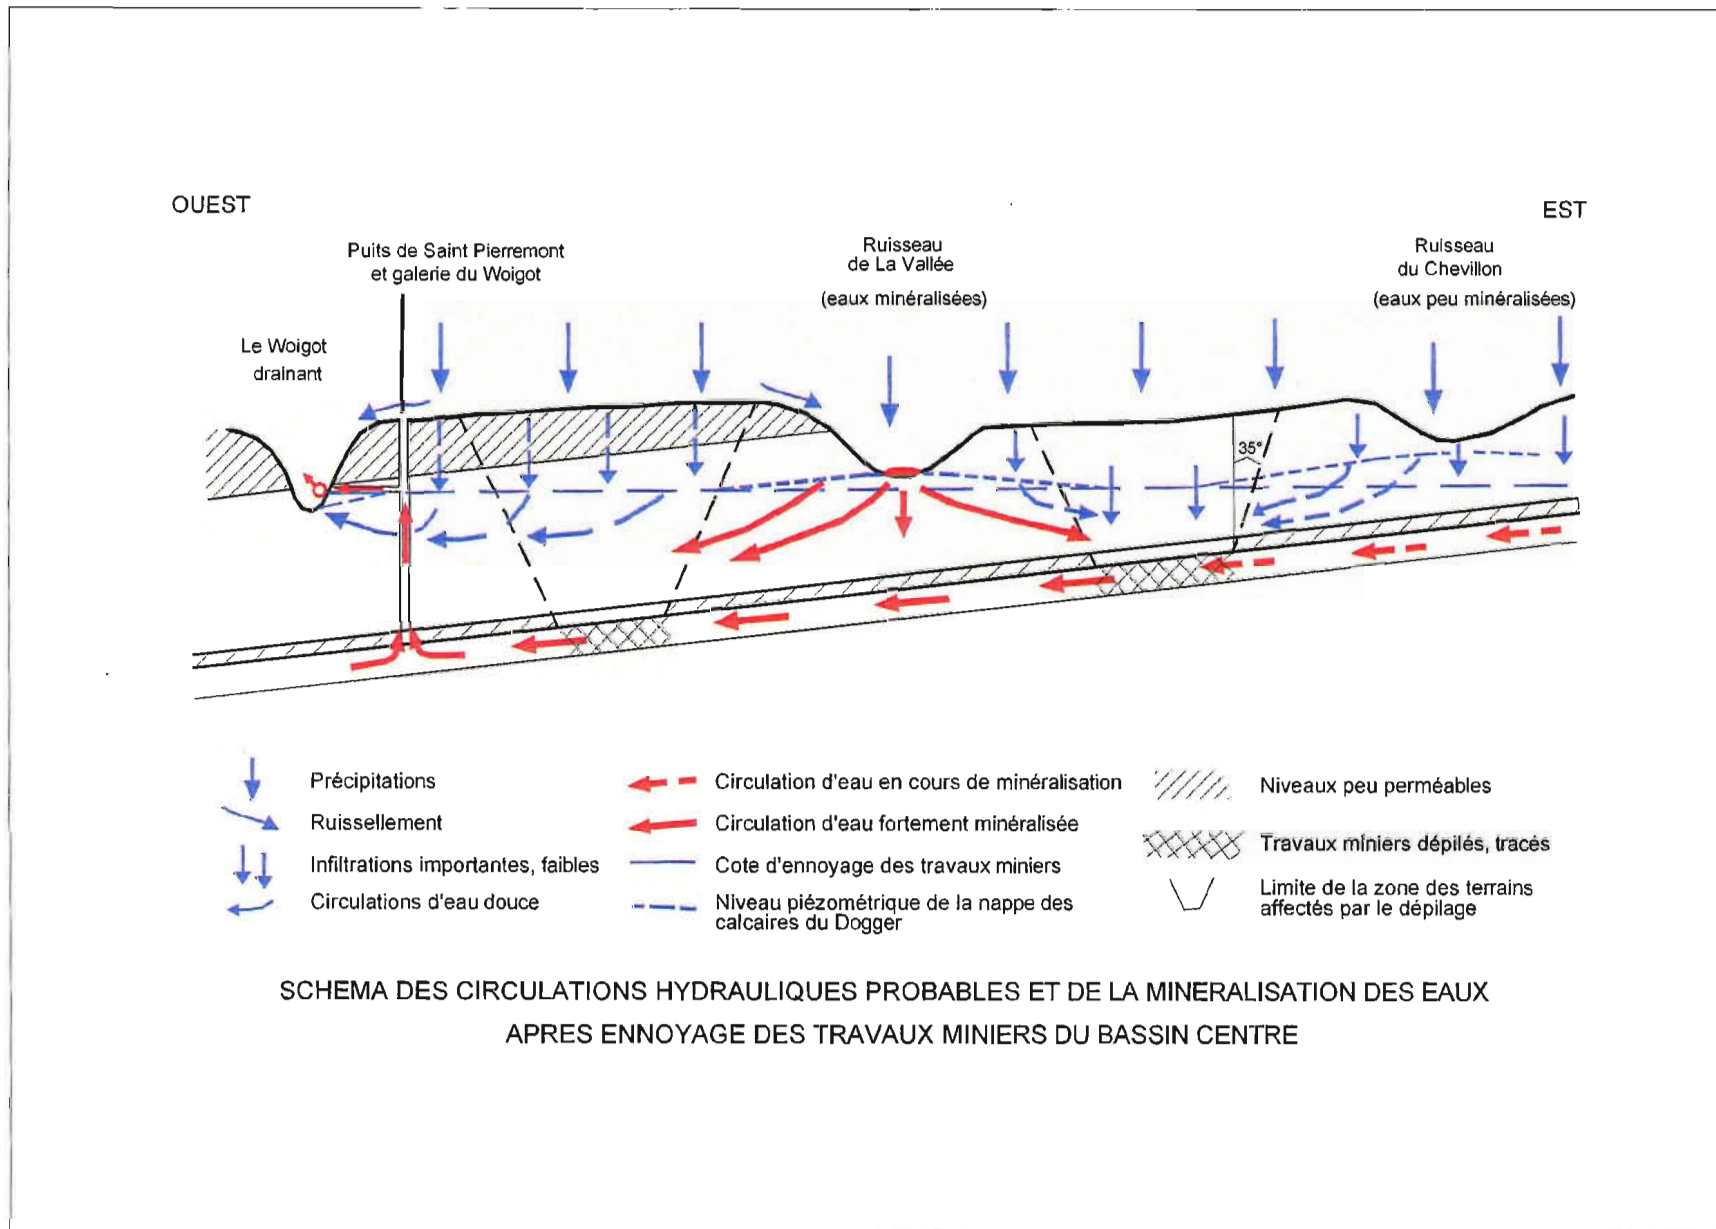 OUEST
EST
Puits de Saint Pierremont
et galerie du Woigot
Ruisseau
de La Vallée
(eaux minéralisées)
Ruisseau
du Chevillon
(eaux peu minéralisées)
Le Woigot
drainant
35°
Précipitations
Ruissellement
Infiltrations importantes, faibles
Circulations d'eau douce
Circulation d'eau en cours de minéralisation
Circulation d'eau fortement minéralisée
Cote d'ennoyage des travaux miniers
Niveau piézométrique de la nappe des
calcaires du Dogger
Niveaux peu perméables
Travaux miniers dépilés, tracés
Limite de la zone des terrains
affectés par le dépilage
SCHEMA DES CIRCULATIONS HYDRAULIQUES PROBABLES ET DE LA MINERALISATION DES EAUX
APRES ENNOYAGE DES TRAVAUX MINIERS DU BASSIN CENTRE